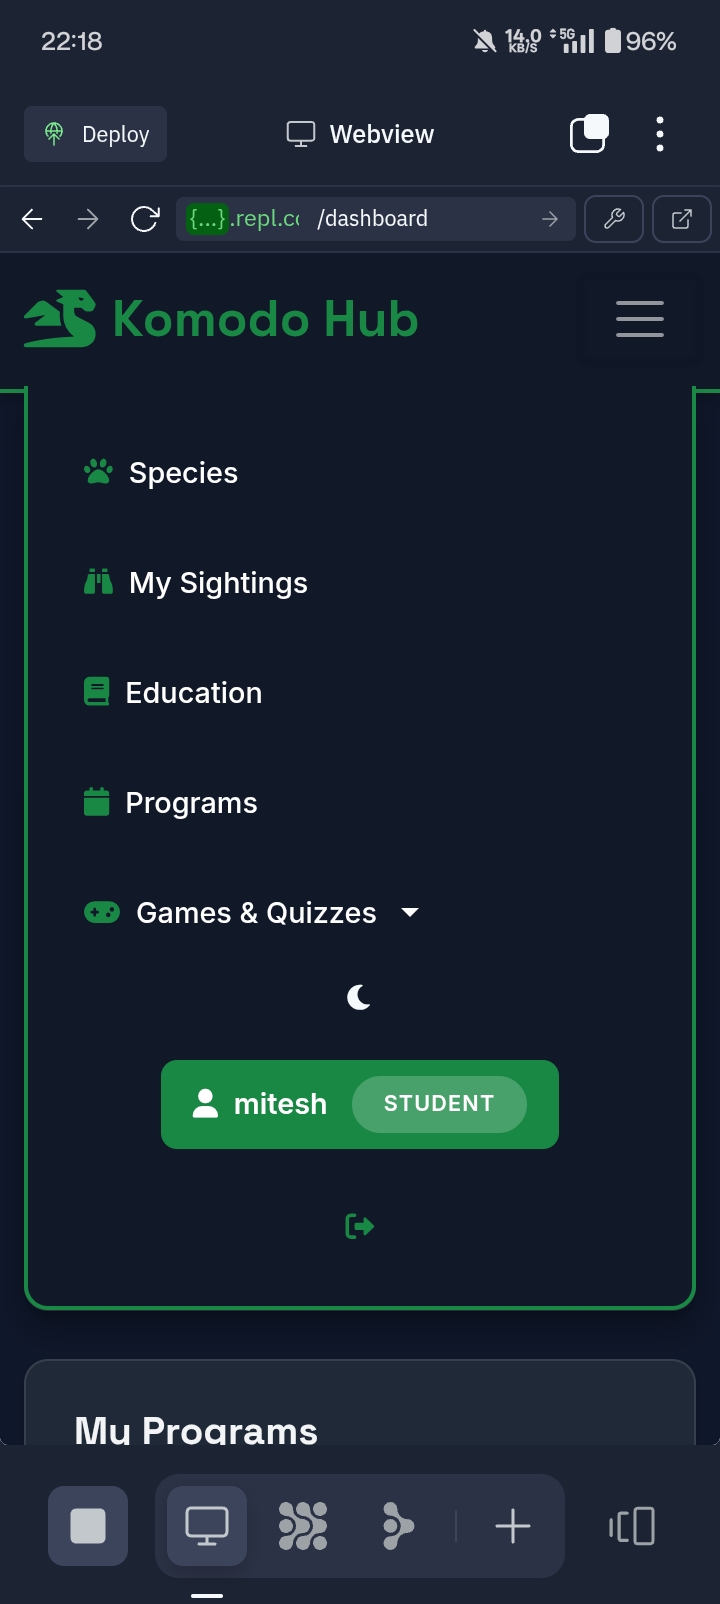 22:18
14.0 KB/S 5G 96%
Deploy
Webview
{...}.repl.co /dashboard
Komodo Hub
Species
My Sightings
Education
Programs
Games & Quizzes
mitesh STUDENT
My Programs